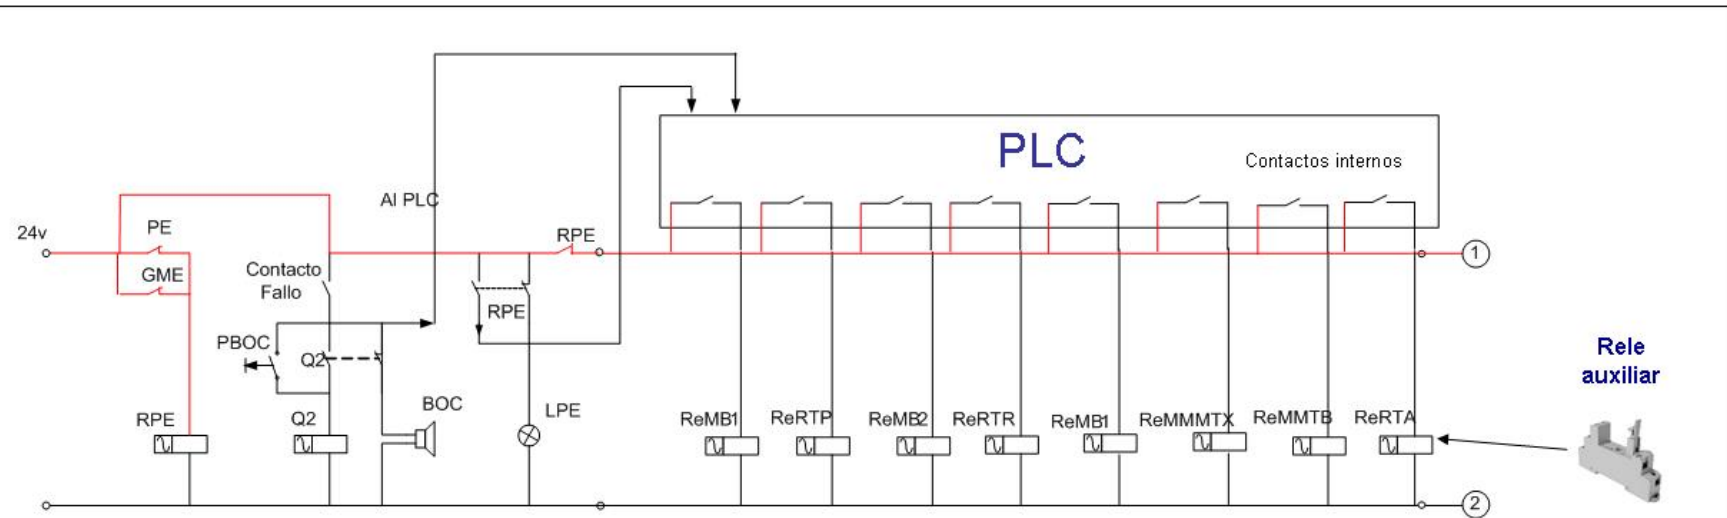 PLC
Contactos internos
Al PLC
24v
PE
RPE
1
GME
Contacto
Fallo
RPE
PBOC
Q2
Rele
auxiliar
BOC
LPE
RPE
Q2
ReMB1
ReRTP
ReMB2
ReRTR
ReMB1
ReMMMTX
ReMMTB
ReRTA
2